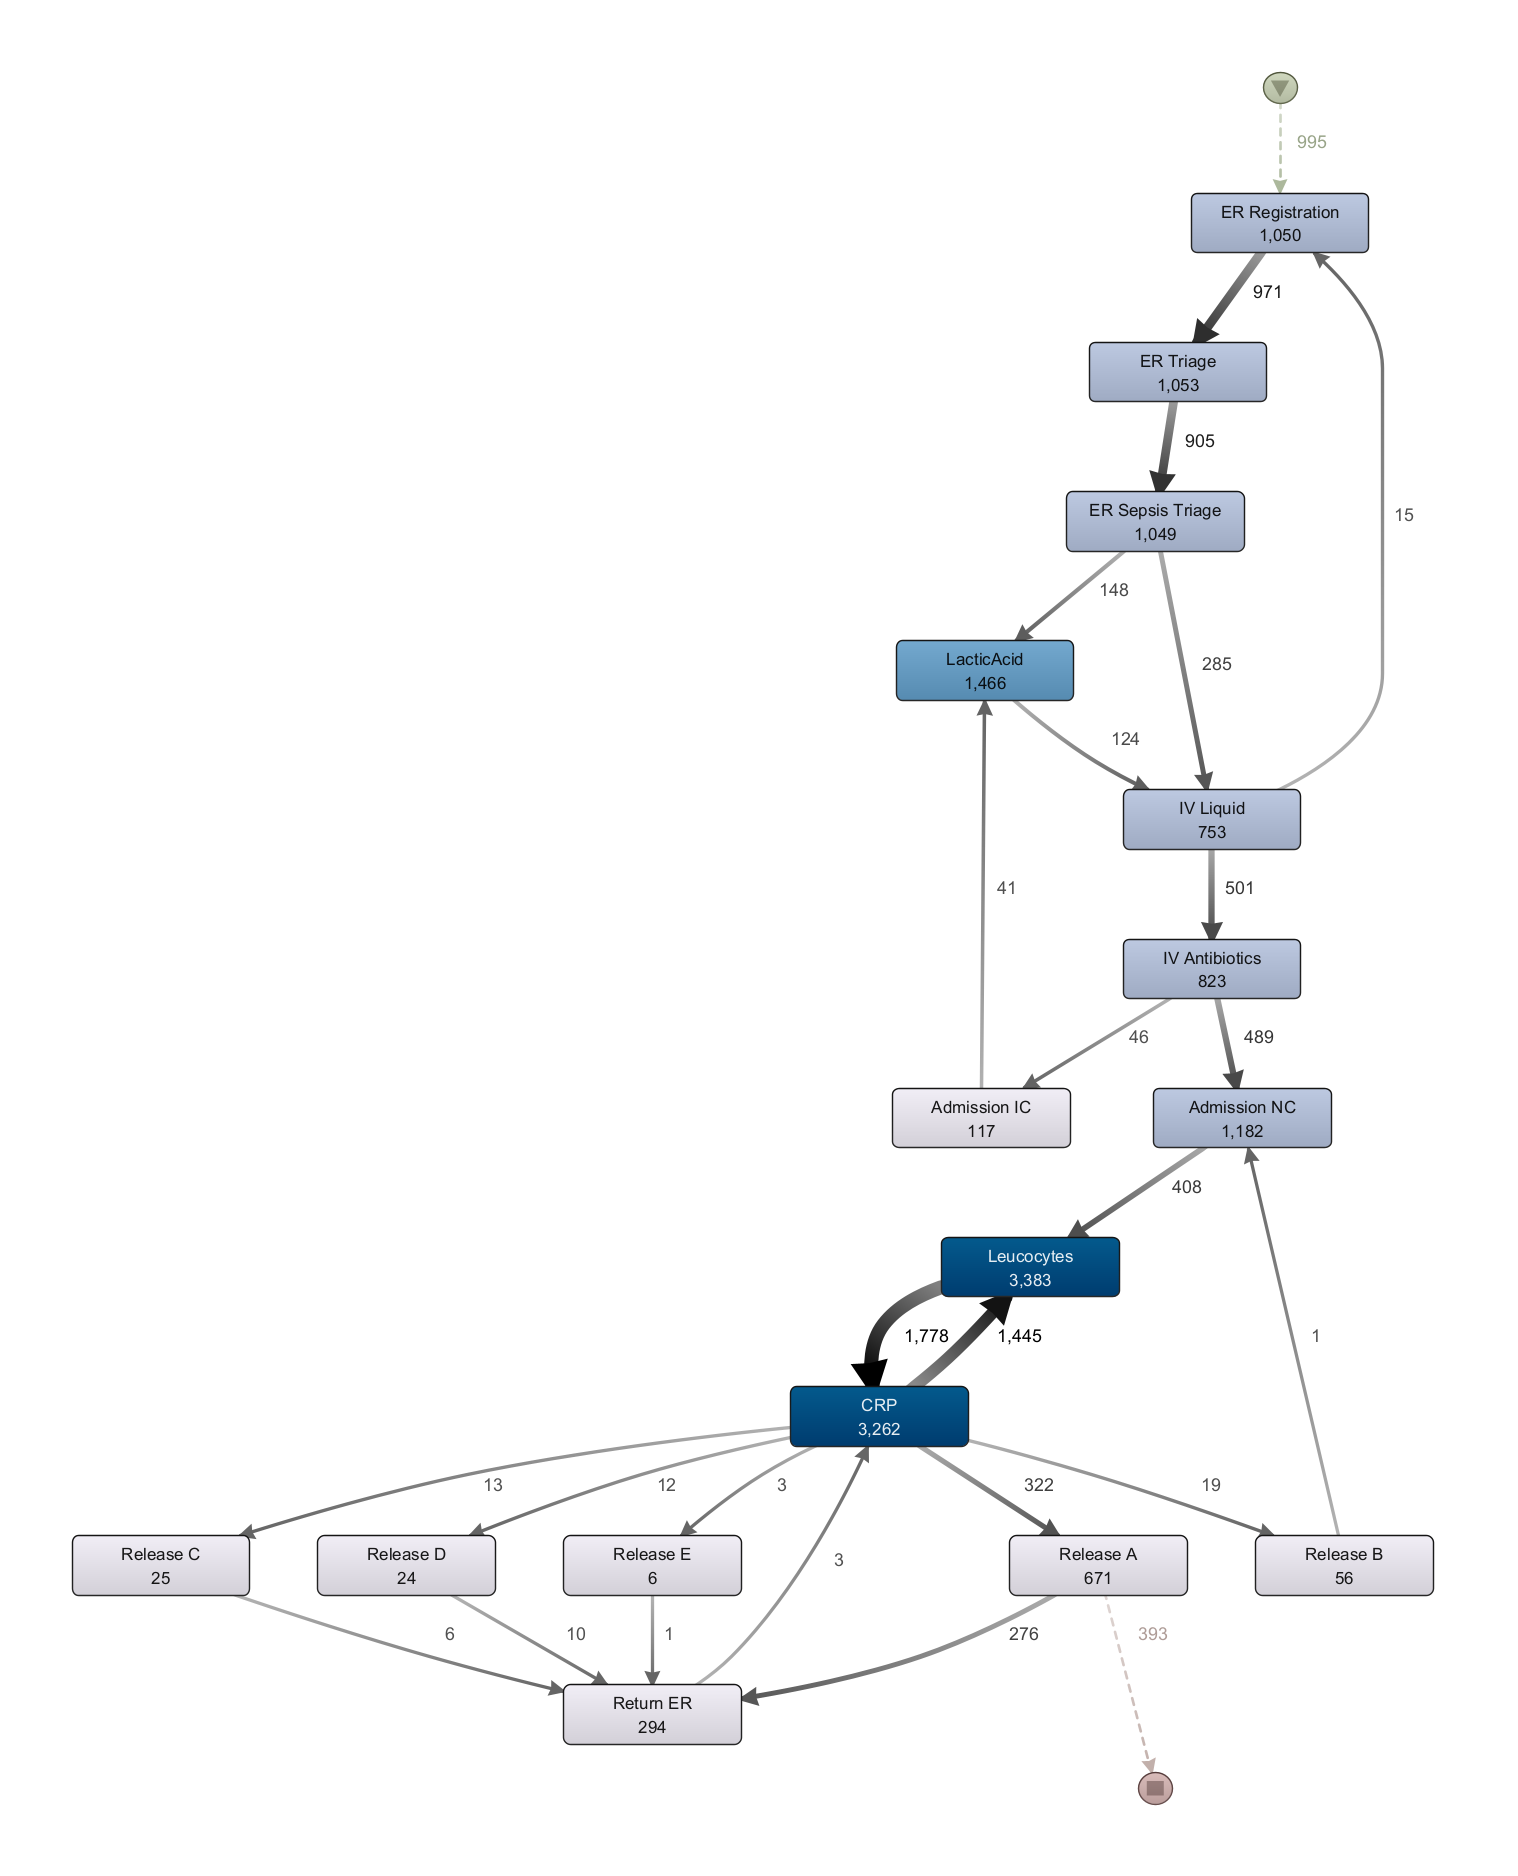 995
ER Registration
1,050
971
ER Triage
1,053
905
ER Sepsis Triage
1,049
15
148
285
LacticAcid
1,466
124
IV Liquid
753
41
501
IV Antibiotics
823
46
489
Admission IC
117
Admission NC
1,182
408
Leucocytes
3,383
1,778
1,445
1
CRP
3,262
13
12
3
322
19
3
Release C
25
Release D
24
Release E
6
Release A
671
Release B
56
6
10
1
276
393
Return ER
294